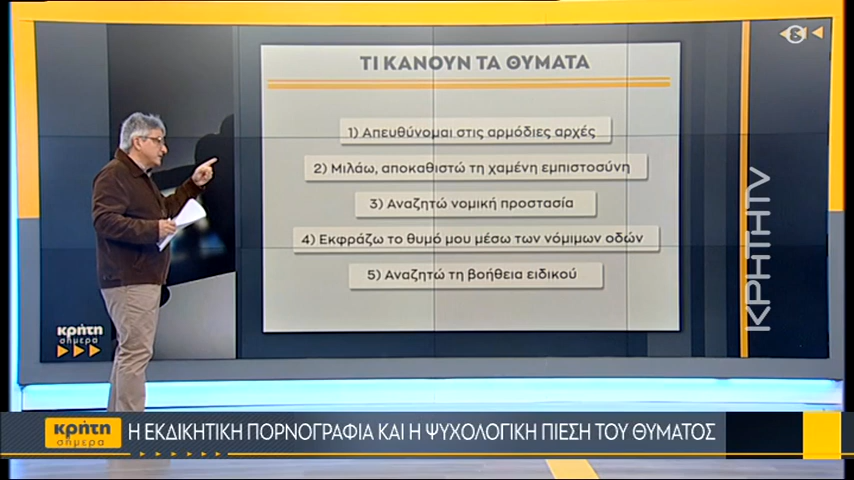 ΤΙ ΚΑΝΟΥΝ ΤΑ ΘΥΜΑΤΑ
1) Απευθύνομαι στις αρμόδιες αρχές
2) Μιλάω, αποκαθιστώ τη χαμένη εμπιστοσύνη
3) Αναζητώ νομική προστασία
4) Εκφράζω το θυμό μου μέσω των νόμιμων οδών
5) Αναζητώ τη βοήθεια ειδικού
ΚΡΗΤΗTV
κρήτη
σήμερα
κρήτη
σήμερα
Η ΕΚΔΙΚΗΤΙΚΗ ΠΟΡΝΟΓΡΑΦΙΑ ΚΑΙ Η ΨΥΧΟΛΟΓΙΚΗ ΠΙΕΣΗ ΤΟΥ ΘΥΜΑΤΟΣ